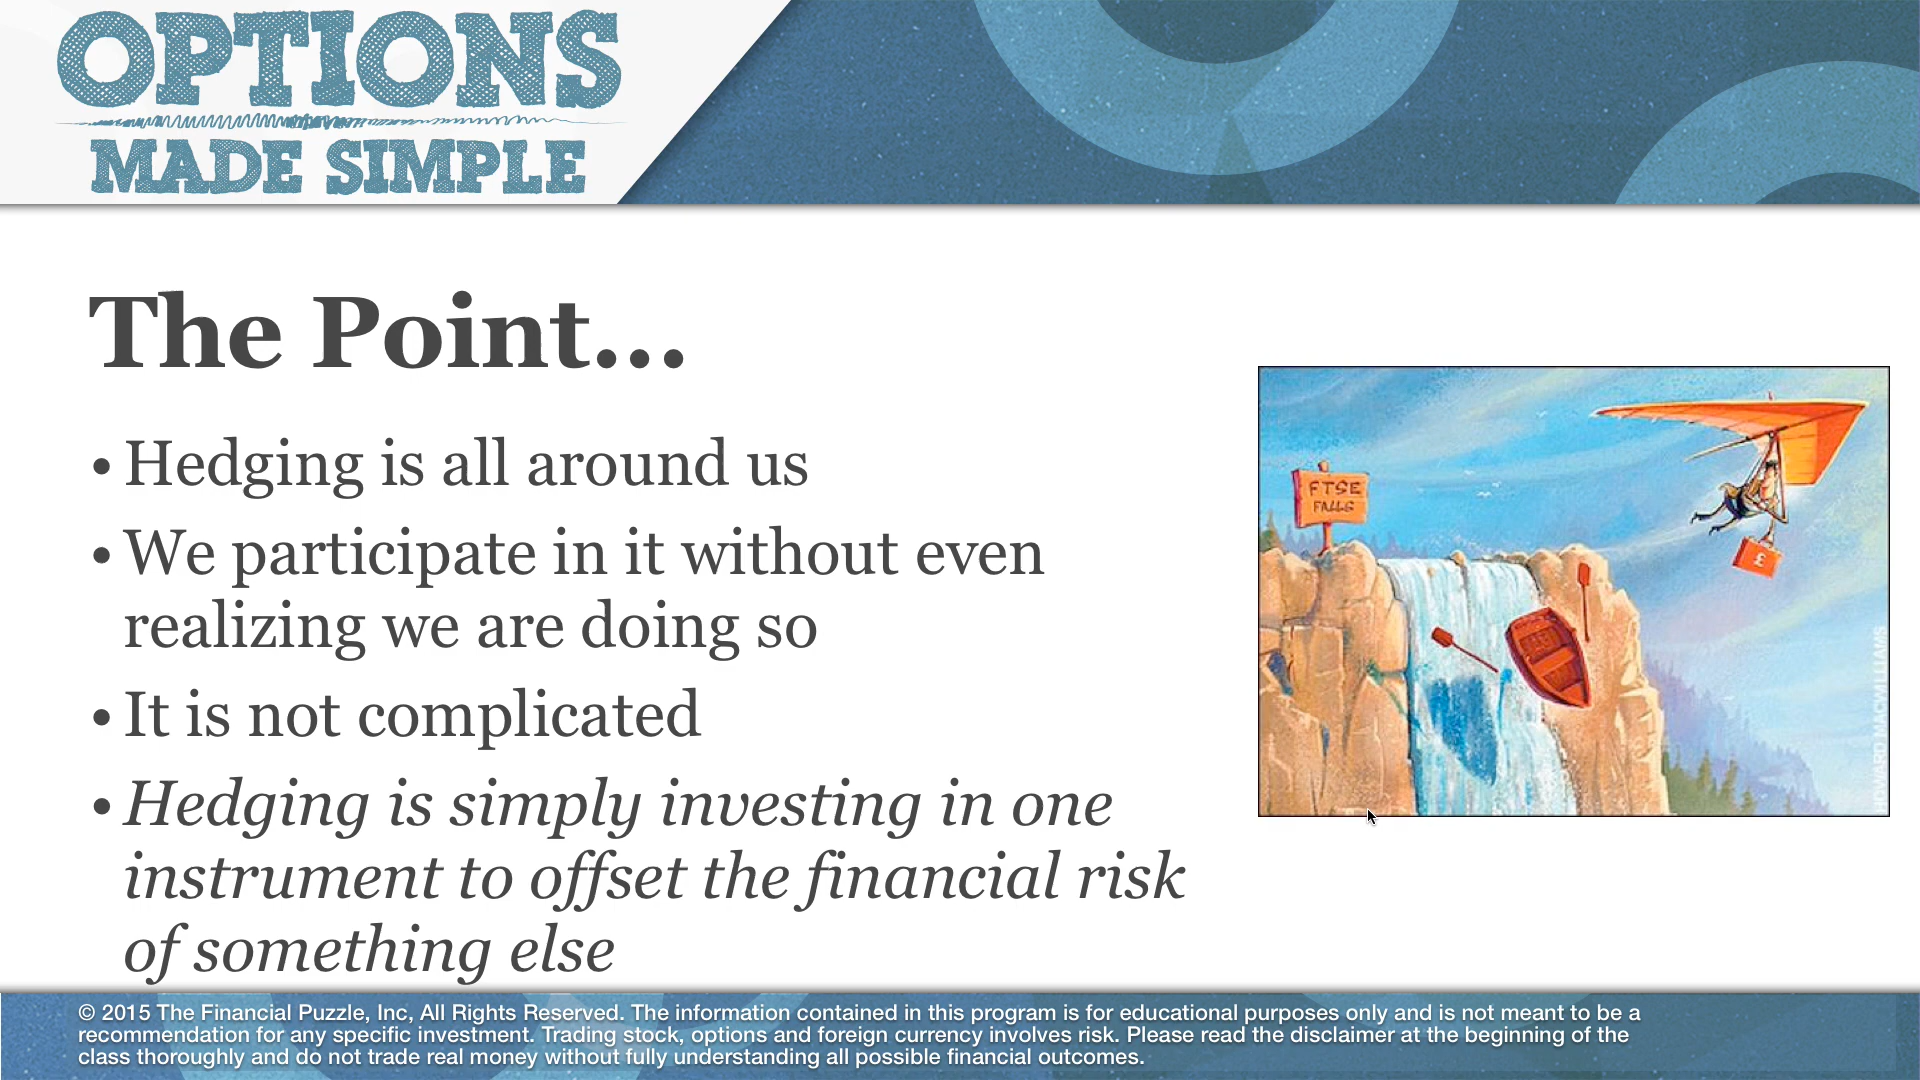 OPTIONS
MADE SIMPLE
The Point...
• Hedging is all around us
• We participate in it without even
realizing we are doing so
• It is not complicated
• Hedging is simply investing in one
instrument to offset the financial risk
of something else
FTSE
FALLS
£
© 2015 The Financial Puzzle, Inc, All Rights Reserved. The information contained in this program is for educational purposes only and is not meant to be a
recommendation for any specific investment. Trading stock, options and foreign currency involves risk. Please read the disclaimer at the beginning of the
class thoroughly and do not trade real money without fully understanding all possible financial outcomes.